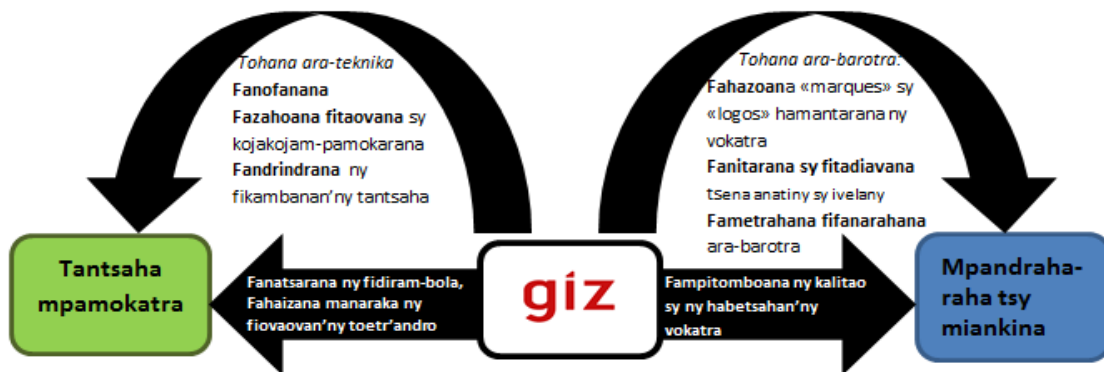 Tohana ara-teknika
Fanofanana
Fazahoana fitaovana sy
kojakojam-pamokarana
Fandrindrana ny
fikambanan'ny tantsaha
Tohana ara-barotra:
Fahazoana «marques» sy
«logos» hamantarana ny
vokatra
Fanitarana sy fitadiavana
tsena anatiny sy ivelany
Fametrahana fifanarahana
ara-barotra
Tantsaha
mpamokatra
Fanatsarana ny fidiram-bola,
Fahaizana manaraka ny
fiovaovan'ny toetr'andro
giz
Fampitomboana ny kalitao
sy ny habetsahan'ny
vokatra
Mpandraha-
raha tsy
miankina